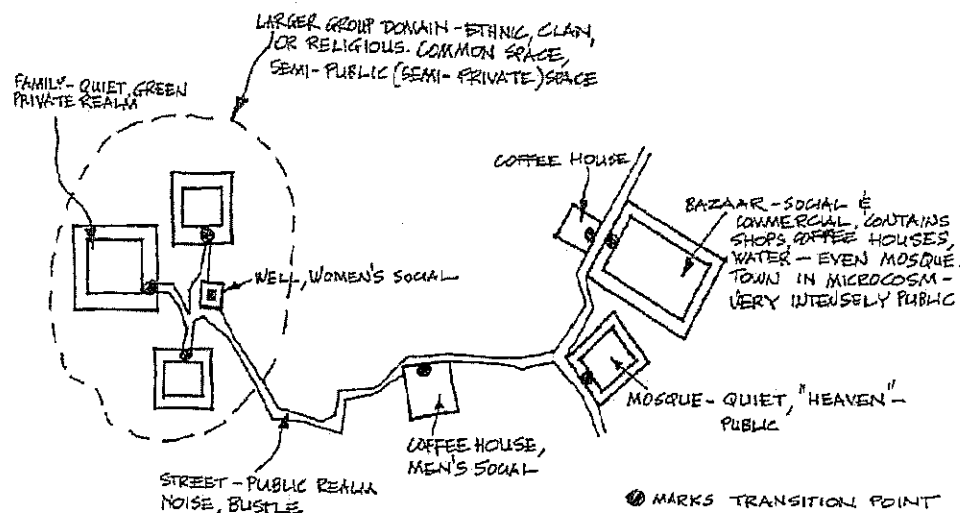 LARGER GROUP DOMAIN - ETHNIC, CLAN,
OR RELIGIOUS. COMMON SPACE,
SEMI-PUBLIC (SEMI-PRIVATE) SPACE
FAMILY - QUIET, GREEN
PRIVATE REALM
COFFEE HOUSE
BAZAAR - SOCIAL &
COMMERCIAL, CONTAINS
SHOPS, COFFEE HOUSES,
WATER - EVEN MOSQUE.
TOWN IN MICROCOSM -
VERY INTENSELY PUBLIC
WELL, WOMEN'S SOCIAL
MOSQUE - QUIET, "HEAVEN" -
PUBLIC
COFFEE HOUSE,
MEN'S SOCIAL
STREET - PUBLIC REALM
NOISE, BUSTLE
MARKS TRANSITION POINT